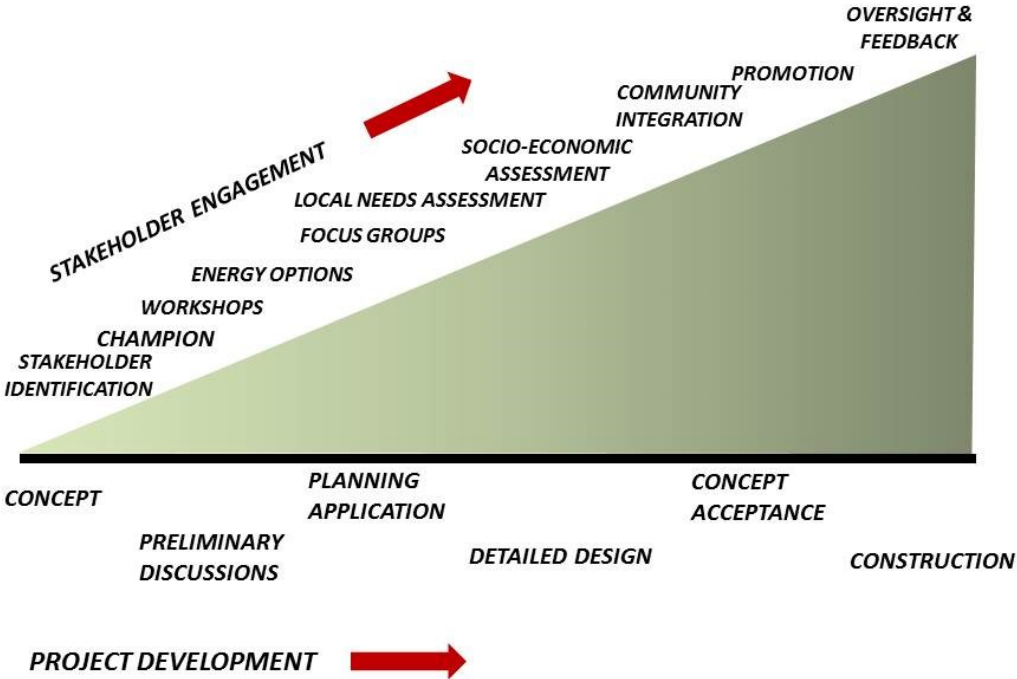 OVERSIGHT &
FEEDBACK
PROMOTION
COMMUNITY
INTEGRATION
SOCIO-ECONOMIC
ASSESSMENT
STAKEHOLDER ENGAGEMENT
LOCAL NEEDS ASSESSMENT
FOCUS GROUPS
ENERGY OPTIONS
WORKSHOPS
CHAMPION
STAKEHOLDER
IDENTIFICATION
CONCEPT
PRELIMINARY
DISCUSSIONS
PLANNING
APPLICATION
DETAILED DESIGN
CONCEPT
ACCEPTANCE
CONSTRUCTION
PROJECT DEVELOPMENT